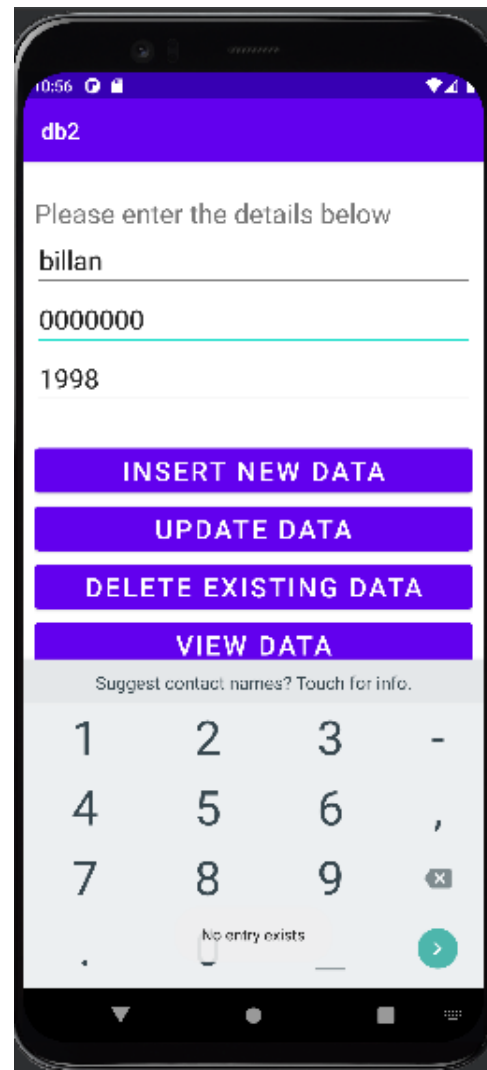 10:56
db2
Please enter the details below
billan
0000000
1998
INSERT NEW DATA
UPDATE DATA
DELETE EXISTING DATA
VIEW DATA
Suggest contact names? Touch for info.
1 2 3 -
4 5 6 ,
7 8 9
No entry exists
.